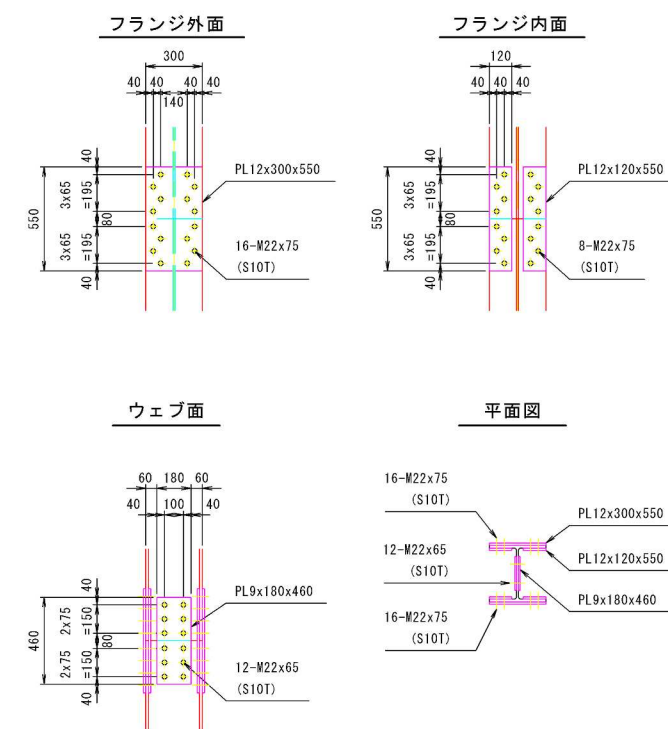 フランジ外面
300
40 40 40 40
140
40
3x65
=195
80
550
3x65
=195
40
PL12x300x550
16-M22x75
(S10T)
フランジ内面
120
40 40 40
40
3x65
=195
80
550
3x65
=195
40
PL12x120x550
8-M22x75
(S10T)
ウェブ面
60 180 60
40 100 40
40
2x75
=150
80
460
2x75
=150
40
PL9x180x460
12-M22x65
(S10T)
平面図
16-M22x75
(S10T)
12-M22x65
(S10T)
16-M22x75
(S10T)
PL12x300x550
PL12x120x550
PL9x180x460